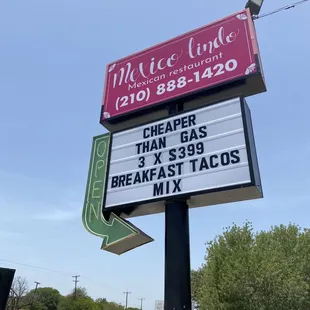 Mexico lindo
Mexican restaurant
(210) 888-1420
OPEN
CHEAPER
THAN GAS
3 X $399
BREAKFAST TACOS
MIX